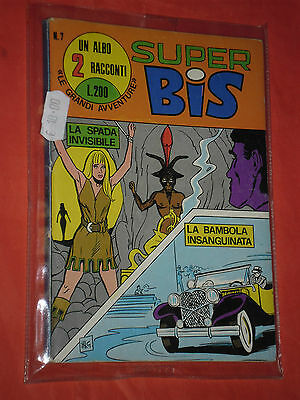 N.7
UN ALBO
2
RACCONTI
L.200
«LE GRANDI AVVENTURE»
SUPER
BIS
LA SPADA
INVISIBILE
LA BAMBOLA
INSANGUINATA